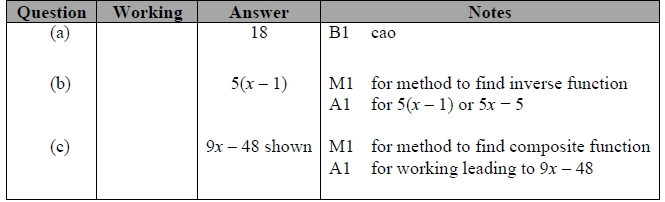 Question Working Answer Notes
(a) 18 B1 cao
(b) 5(x – 1) M1 for method to find inverse function
A1 for 5(x – 1) or 5x – 5
(c) 9x – 48 shown M1 for method to find composite function
A1 for working leading to 9x – 48